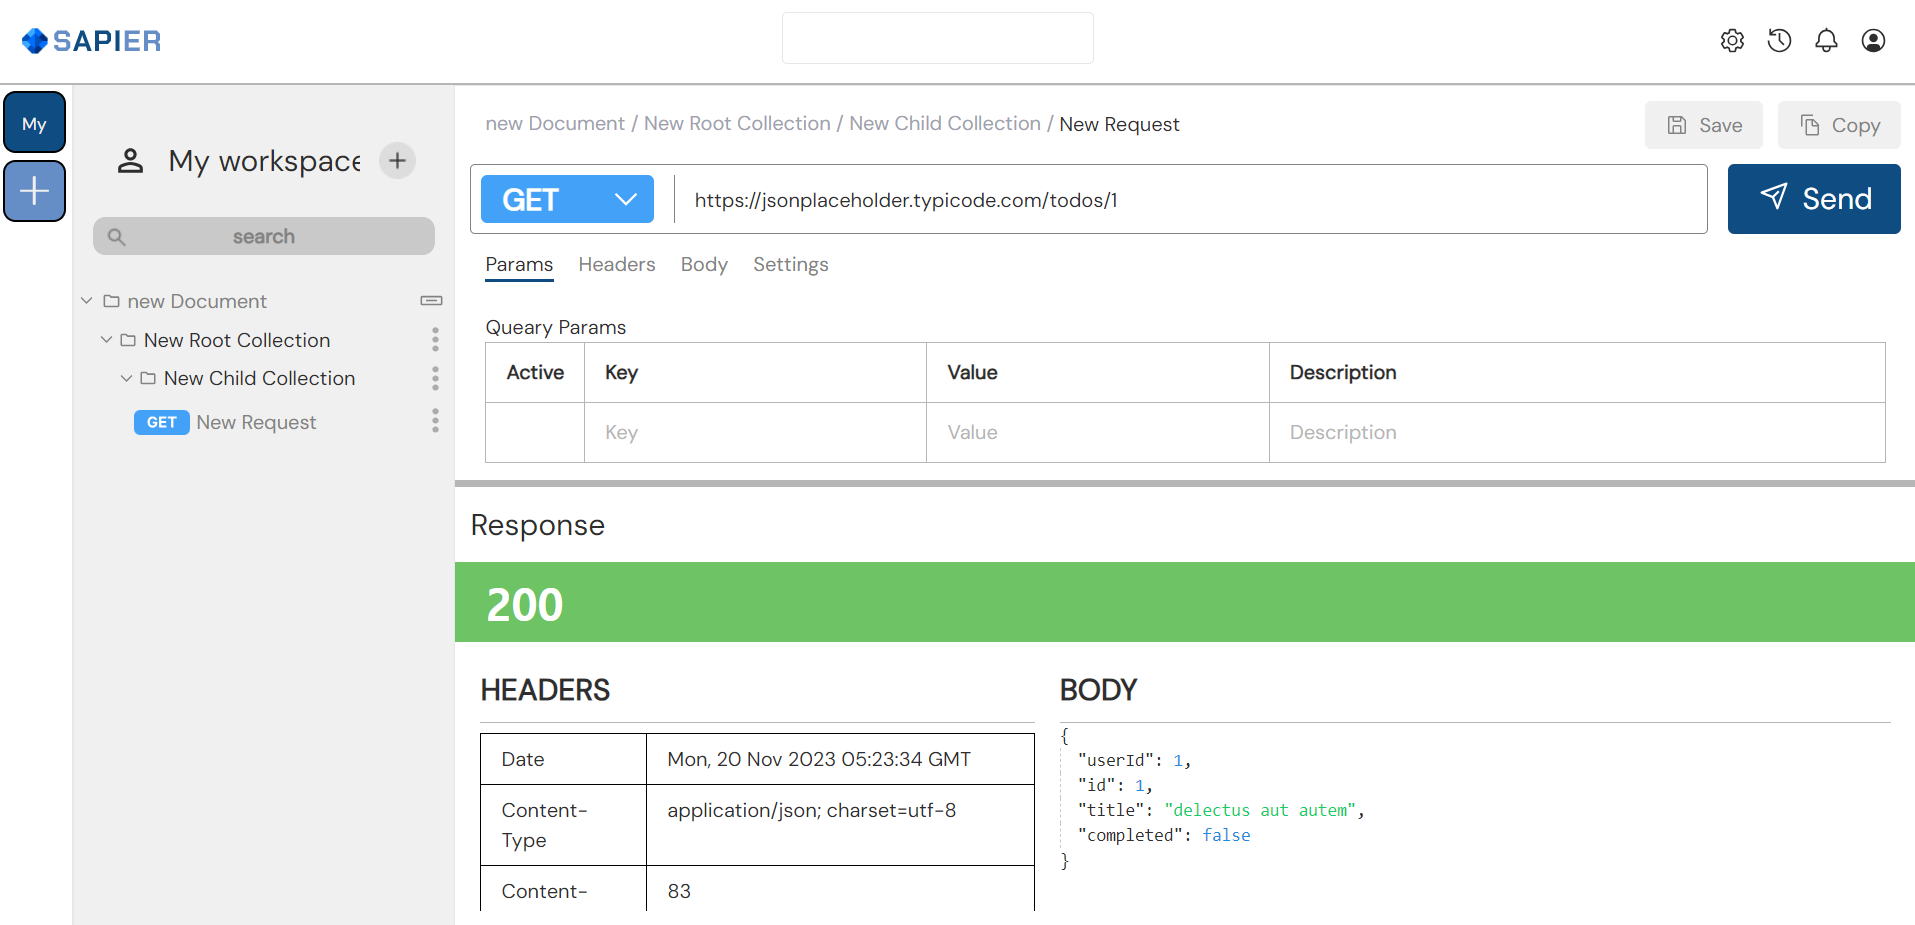 SAPIER
My
My workspace
search
new Document
New Root Collection
New Child Collection
GET New Request
new Document / New Root Collection / New Child Collection / New Request
Save
Copy
GET
https://jsonplaceholder.typicode.com/todos/1
Send
Params Headers Body Settings
Queary Params
Active Key Value Description
Key Value Description
Response
200
HEADERS
Date Mon, 20 Nov 2023 05:23:34 GMT
Content-
Type
application/json; charset=utf-8
Content- 83
BODY
{
"userId": 1,
"id": 1,
"title": "delectus aut autem",
"completed": false
}